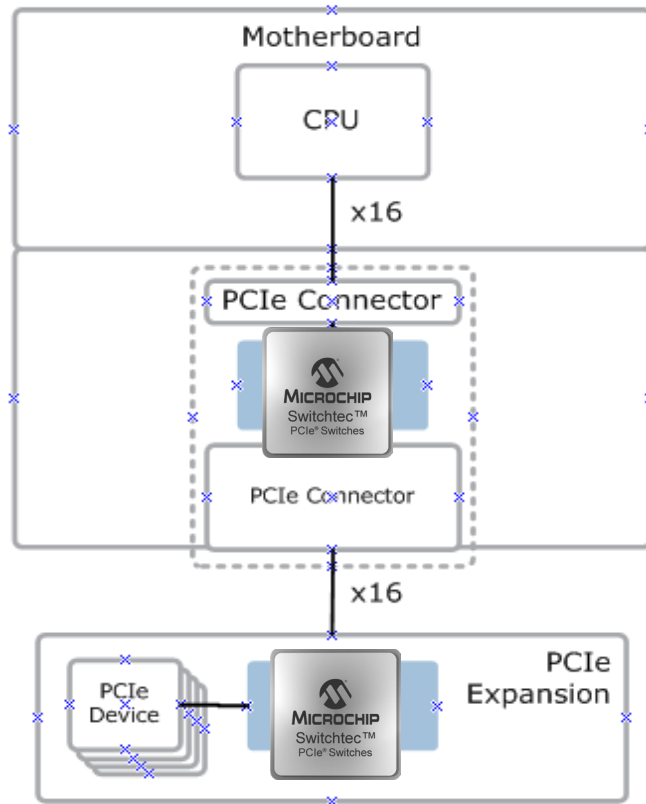 Motherboard
CPU
x16
PCIe Connector
MICROCHIP
Switchtec™
PCIe® Switches
PCIe Connector
x16
PCIe
Expansion
PCIe
Device
MICROCHIP
Switchtec™
PCIe® Switches